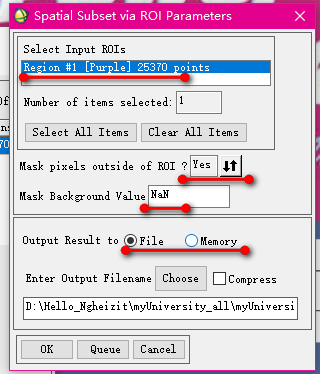 Spatial Subset via ROI Parameters
Select Input ROIs
Region #1 [Purple] 25370 points
Number of items selected: 1
Select All Items Clear All Items
Mask pixels outside of ROI ? Yes
Mask Background Value NaN
Output Result to File Memory
Enter Output Filename Choose Compress
D:\Hello_Ngheizit\myUniversity_all\myUniversi
OK Queue Cancel